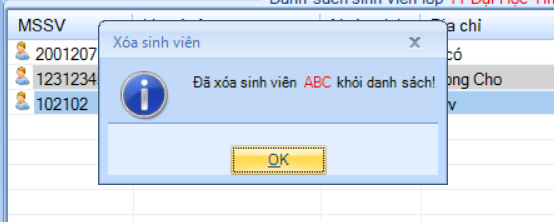 MSSV
Địa chỉ
Xóa sinh viên
x
2001207
có
1231234
Cho
102102
Đã xóa sinh viên ABC khỏi danh sách!
OK